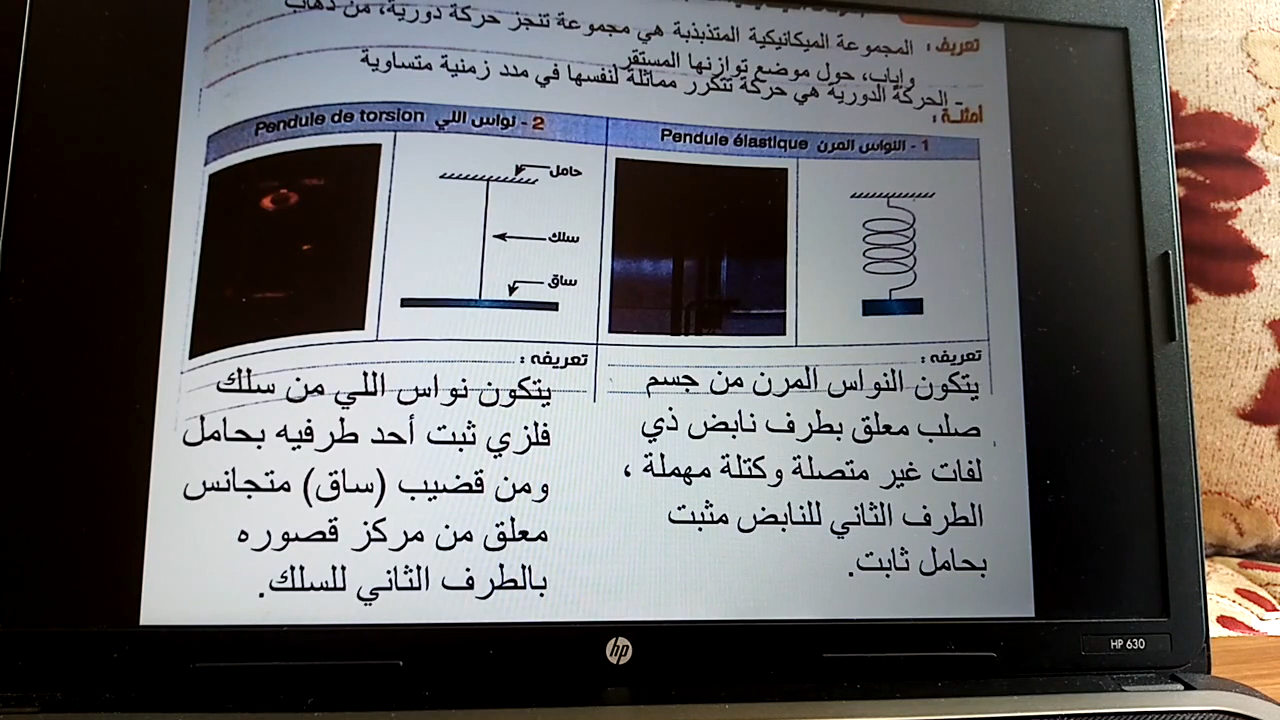 تعريف : المجموعة الميكانيكية المتذبذبة هي مجموعة تنجز حركة دورية، من ذهاب
وإياب، حول موضع توازنها المستقر
- الحركة الدورية هي حركة تتكرر مماثلة لنفسها في مدد زمنية متساوية
أمثلـة :
1 - النواس المرن Pendule élastique
2 - نواس اللي Pendule de torsion
حامل
سلك
ساق
تعريفه :
يتكون النواس المرن من جسم
صلب معلق بطرف نابض ذي
لفات غير متصلة وكتلة مهملة ،
الطرف الثاني للنابض مثبت
بحامل ثابت.
تعريفه :
يتكون نواس اللي من سلك
فلزي ثبت أحد طرفيه بحامل
ومن قضيب (ساق) متجانس
معلق من مركز قصوره
بالطرف الثاني للسلك.
hp
HP 630